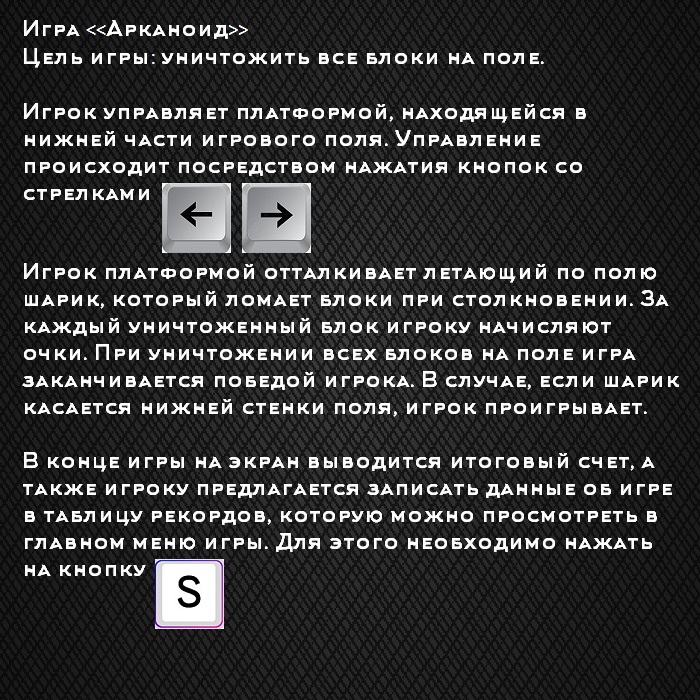 Игра <<Арканоид>>
Цель игры: уничтожить все блоки на поле.
Игрок управляет платформой, находящейся в
нижней части игрового поля. Управление
происходит посредством нажатия кнопок со
стрелками ← →
Игрок платформой отталкивает летающий по полю
шарик, который ломает блоки при столкновении. За
каждый уничтоженный блок игроку начисляют
очки. При уничтожении всех блоков на поле игра
заканчивается победой игрока. В случае, если шарик
касается нижней стенки поля, игрок проигрывает.
В конце игры на экран выводится итоговый счет, а
также игроку предлагается записать данные об игре
в таблицу рекордов, которую можно просмотреть в
главном меню игры. Для этого необходимо нажать
на кнопку S